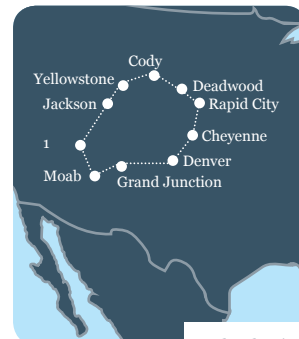 Cody
Yellowstone
Deadwood
Jackson
Rapid City
Cheyenne
1
Denver
Moab
Grand Junction